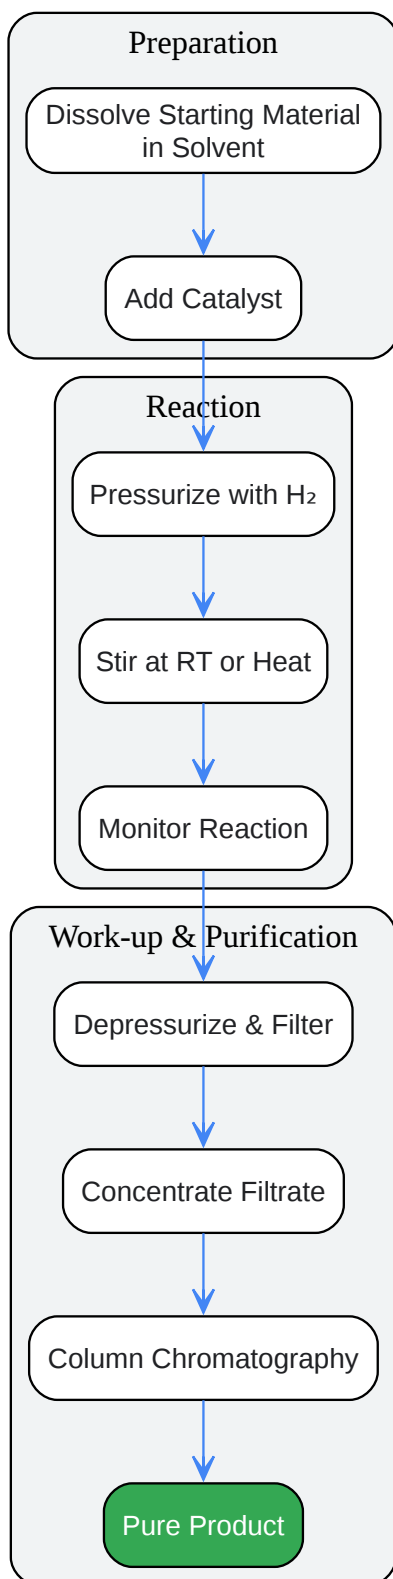 Preparation
Dissolve Starting Material
in Solvent
Add Catalyst
Reaction
Pressurize with H₂
Stir at RT or Heat
Monitor Reaction
Work-up & Purification
Depressurize & Filter
Concentrate Filtrate
Column Chromatography
Pure Product